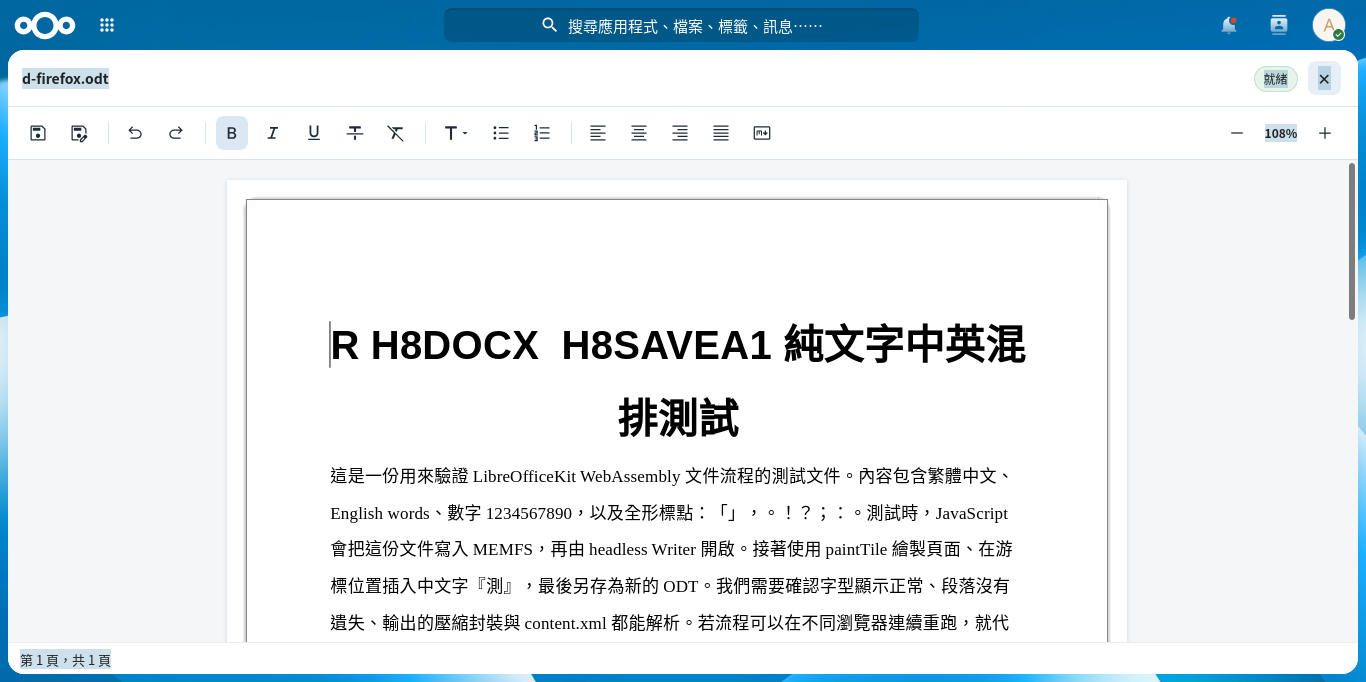 搜尋應用程式、檔案、標籤、訊息⋯⋯
A
d-firefox.odt
就緒
B I U T T
108%
R H8DOCX  H8SAVEA1 純文字中英混
排測試
這是一份用來驗證 LibreOfficeKit WebAssembly 文件流程的測試文件。內容包含繁體中文、
English words、數字 1234567890，以及全形標點：「」，。！？；：。測試時，JavaScript
會把這份文件寫入 MEMFS，再由 headless Writer 開啟。接著使用 paintTile 繪製頁面、在游
標位置插入中文字『測』，最後另存為新的 ODT。我們需要確認字型顯示正常、段落沒有
遺失、輸出的壓縮封裝與 content.xml 都能解析。若流程可以在不同瀏覽器連續重跑，就代
第 1 頁，共 1 頁